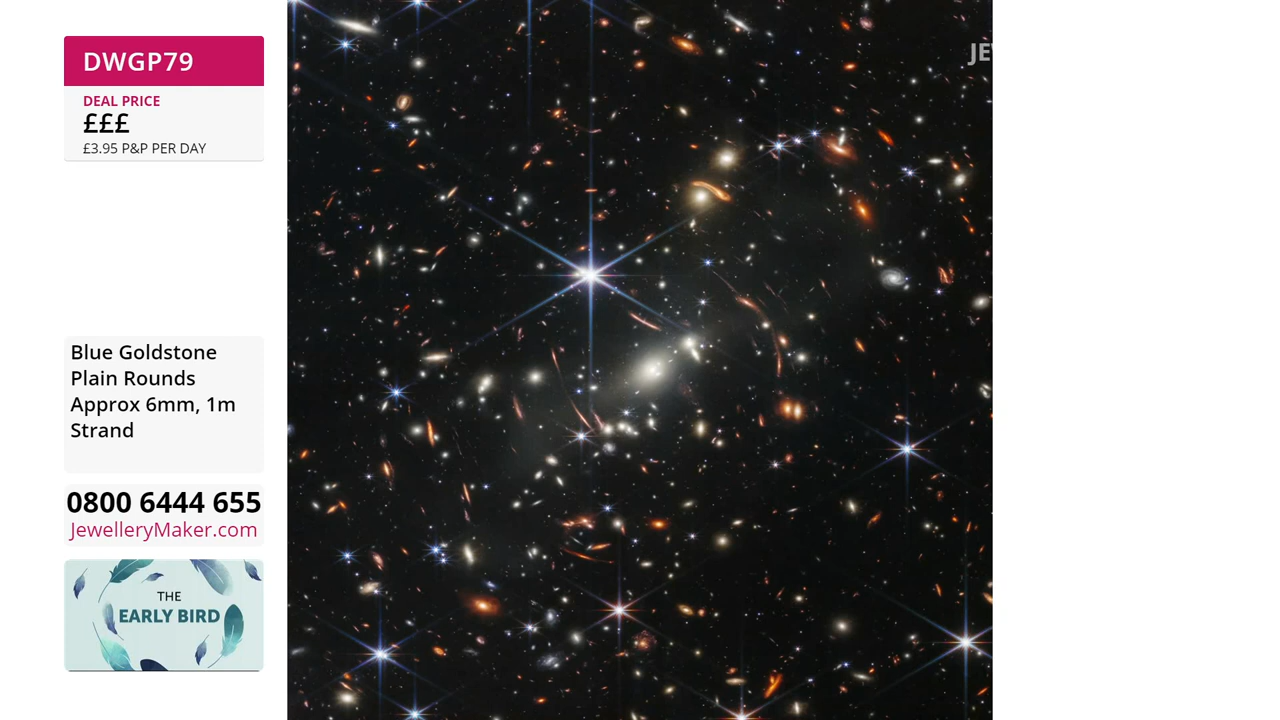 DWGP79
DEAL PRICE
£££
£3.95 P&P PER DAY
JE
Blue Goldstone
Plain Rounds
Approx 6mm, 1m
Strand
0800 6444 655
JewelleryMaker.com
THE
EARLY BIRD